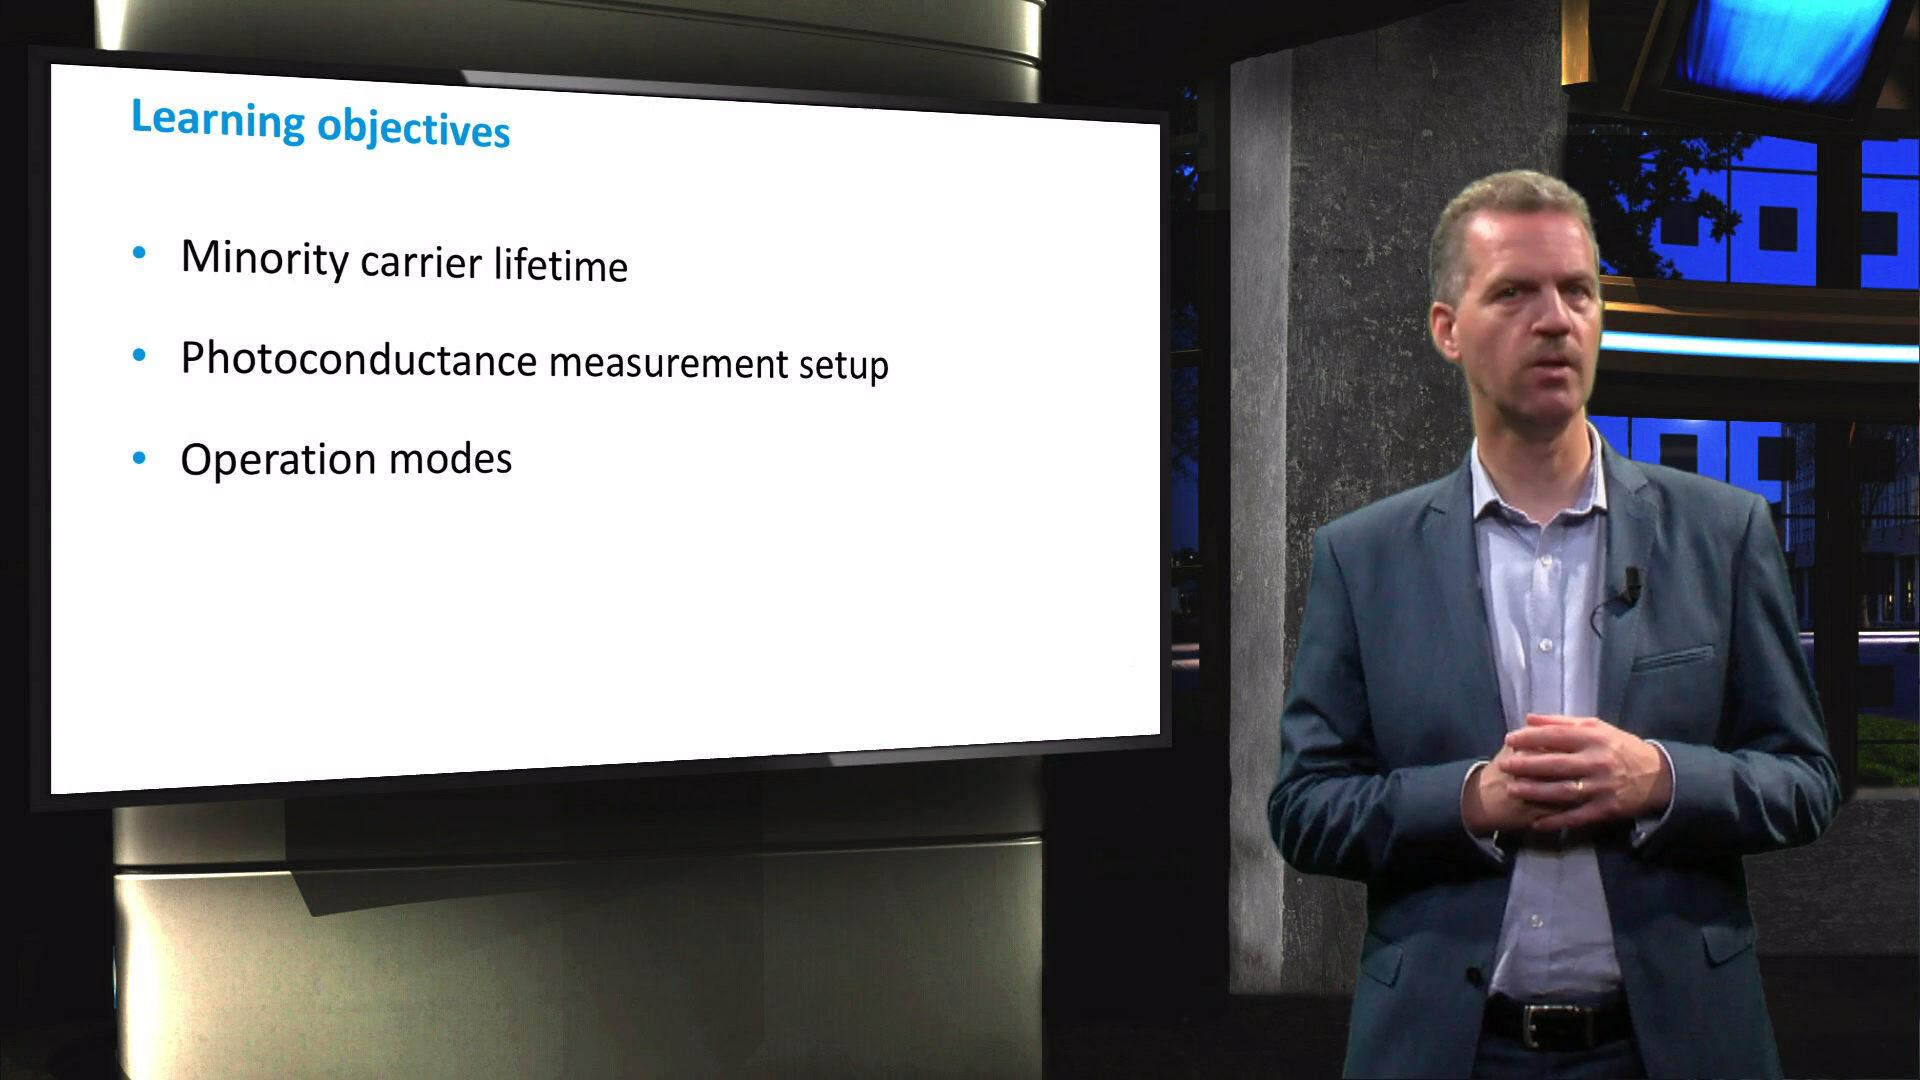 Learning objectives
• Minority carrier lifetime
• Photoconductance measurement setup
• Operation modes